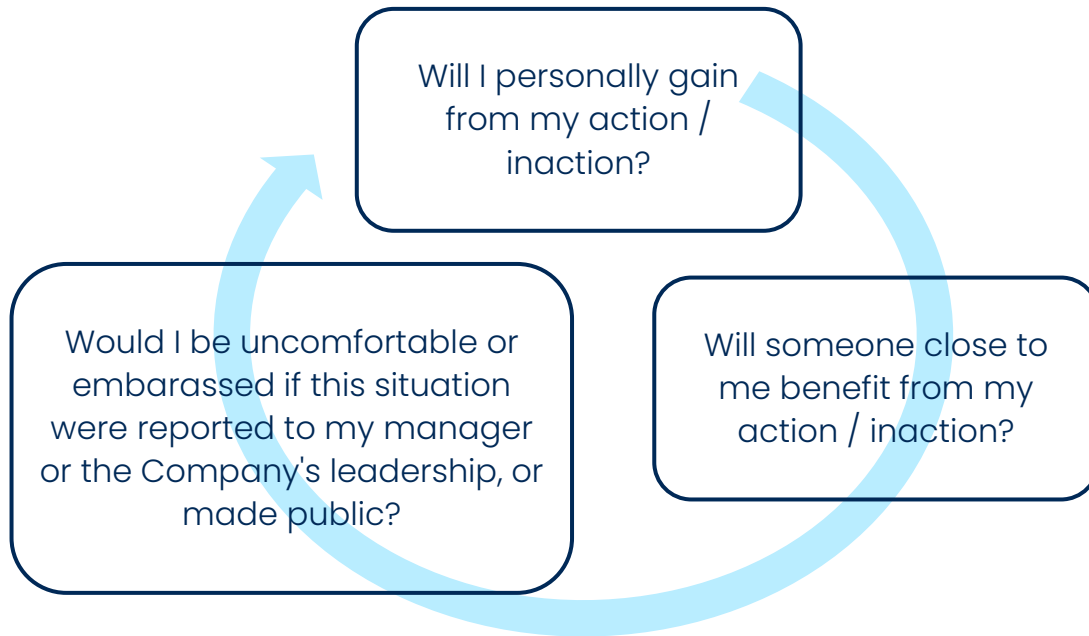 Will I personally gain
from my action /
inaction?
Will someone close to
me benefit from my
action / inaction?
Would I be uncomfortable or
embarassed if this situation
were reported to my manager
or the Company's leadership, or
made public?